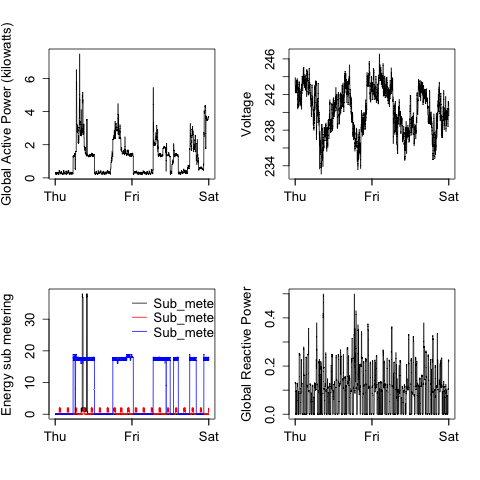 Global Active Power (kilowatts)
0 2 4 6
Thu Fri Sat
Voltage
234 238 242 246
Thu Fri Sat
Energy sub metering
0 10 20 30
Sub_mete
Sub_mete
Sub_mete
Thu Fri Sat
Global Reactive Power
0.0 0.2 0.4
Thu Fri Sat